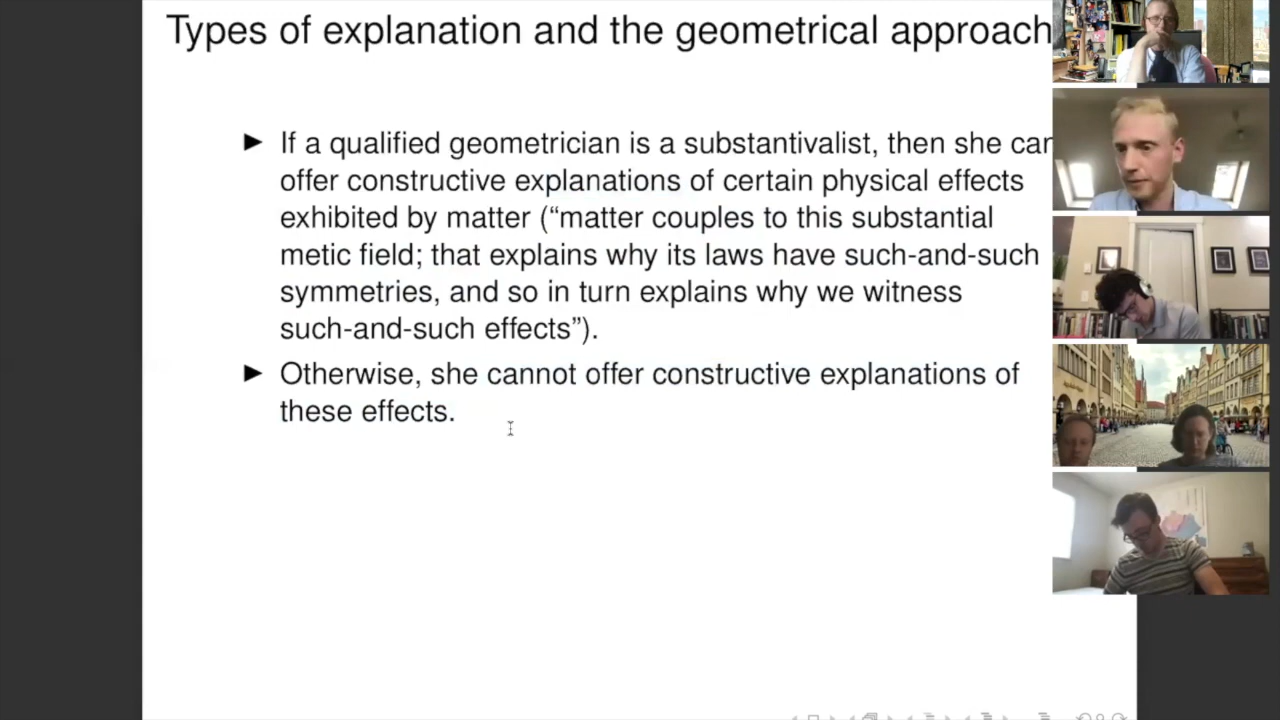 Types of explanation and the geometrical approach
► If a qualified geometrician is a substantivalist, then she can
offer constructive explanations of certain physical effects
exhibited by matter (“matter couples to this substantial
metic field; that explains why its laws have such-and-such
symmetries, and so in turn explains why we witness
such-and-such effects”).
► Otherwise, she cannot offer constructive explanations of
these effects.